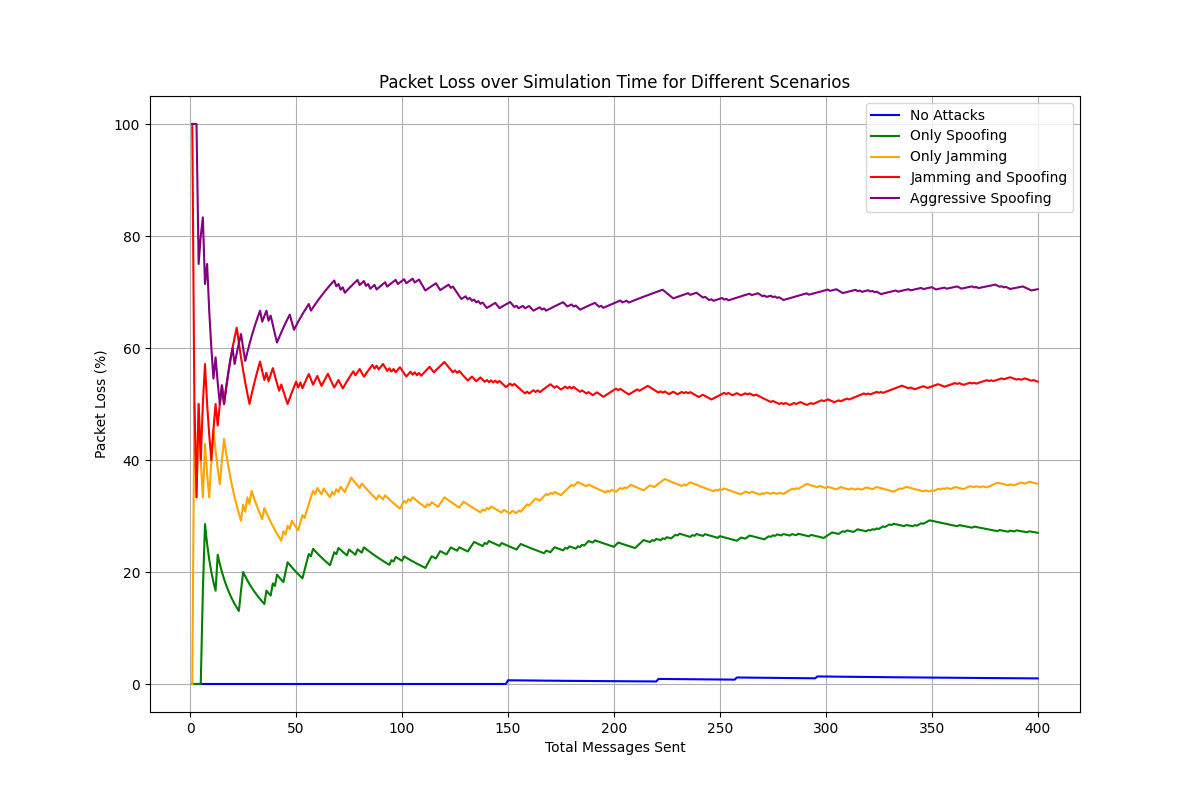 Packet Loss over Simulation Time for Different Scenarios
No Attacks
Only Spoofing
Only Jamming
Jamming and Spoofing
Aggressive Spoofing
Packet Loss (%)
100
80
60
40
20
0
0 50 100 150 200 250 300 350 400
Total Messages Sent